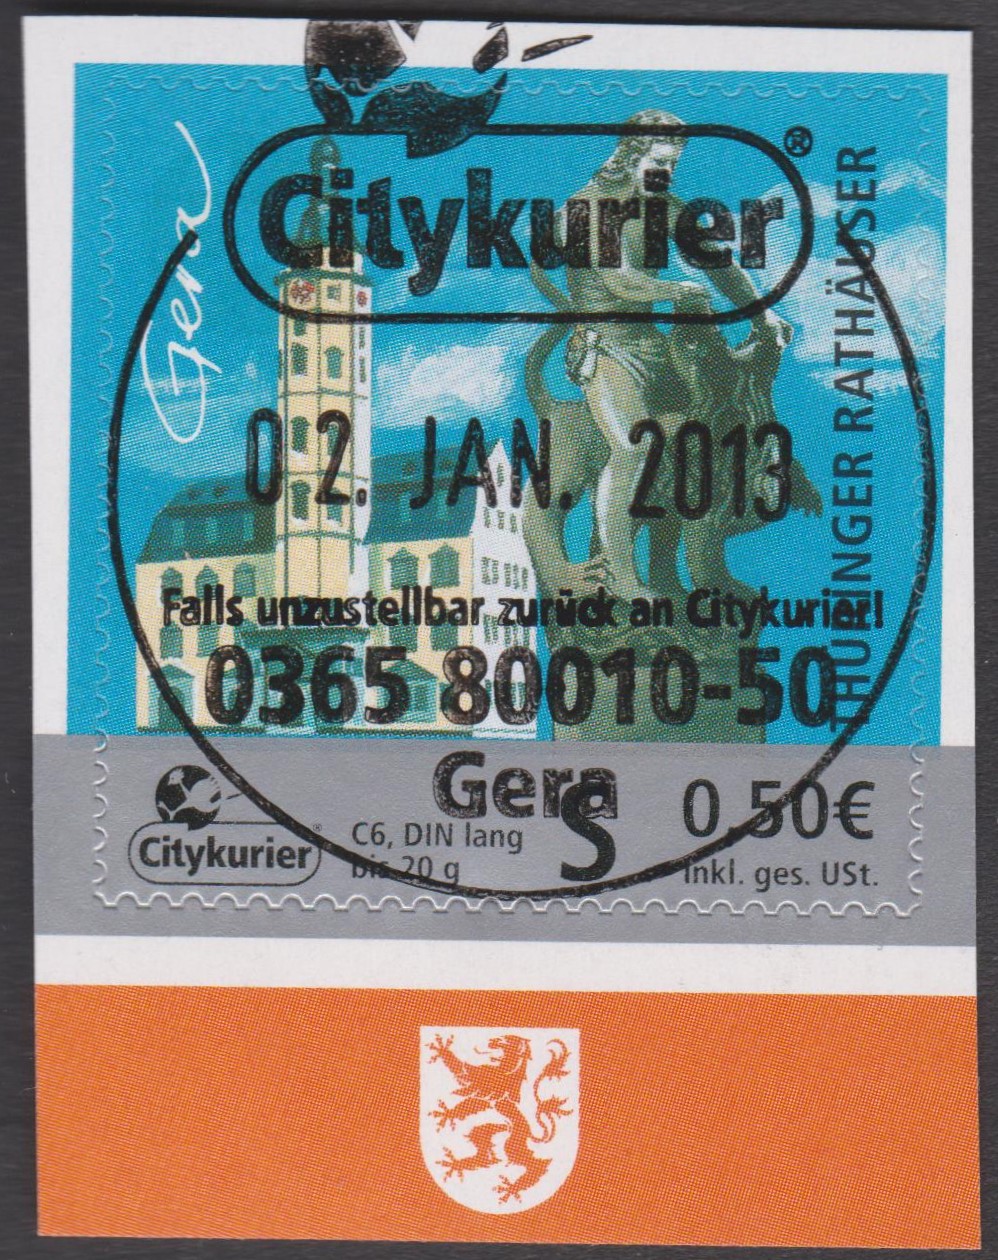 Citykurier®
Gera
THÜRINGER RATHÄUSER
02. JAN. 2013
Falls unzustellbar zurück an Citykurier!
0365 80010-50
Gera
Citykurier®
C6, DIN lang
bis 20 g
S
0,50€
inkl. ges. USt.